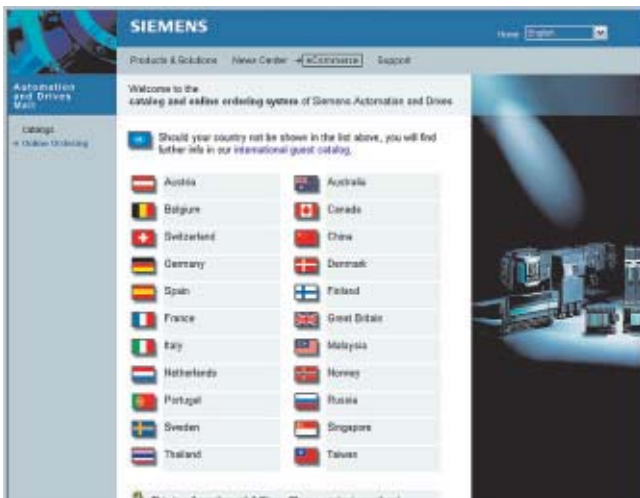 SIEMENS
Home English
Products & Solutions News Center eCommerce Support
Automation
and Drives
Mall
Catalogs
Online Ordering
Welcome to the
catalog and online ordering system of Siemens Automation and Drives
Should your country not be shown in the list above, you will find
further info in our international guest catalog.
Austria
Australia
Belgium
Canada
Switzerland
China
Germany
Denmark
Spain
Finland
France
Great Britain
Italy
Malaysia
Netherlands
Norway
Portugal
Russia
Sweden
Singapore
Thailand
Taiwan